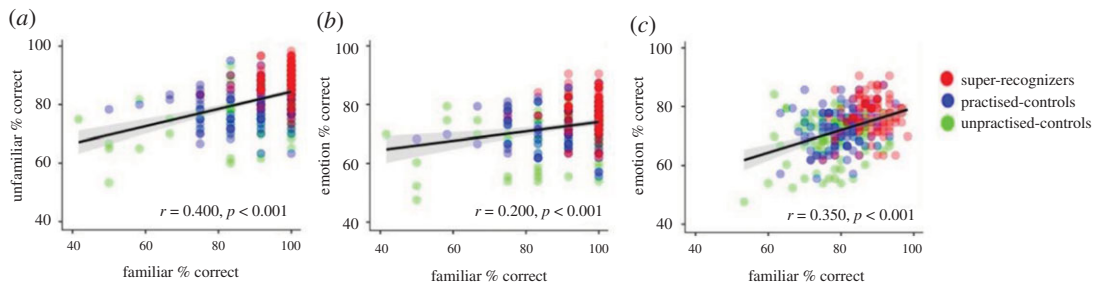 (a)
100
80
60
40
unfamiliar % correct
r = 0.400, p < 0.001
40 60 80 100
familiar % correct
(b)
100
80
60
40
emotion % correct
r = 0.200, p < 0.001
40 60 80 100
familiar % correct
(c)
100
80
60
40
emotion % correct
r = 0.350, p < 0.001
40 60 80 100
familiar % correct
super-recognizers
practised-controls
unpractised-controls